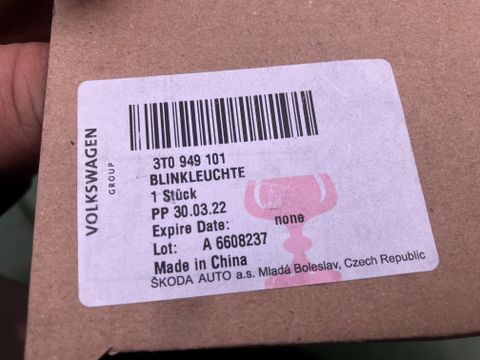 VOLKSWAGEN
GROUP
3T0 949 101
BLINKLEUCHTE
1 Stück
PP 30.03.22
Expire Date: none
Lot: A 6608237
Made in China
ŠKODA AUTO a.s. Mladá Boleslav, Czech Republic